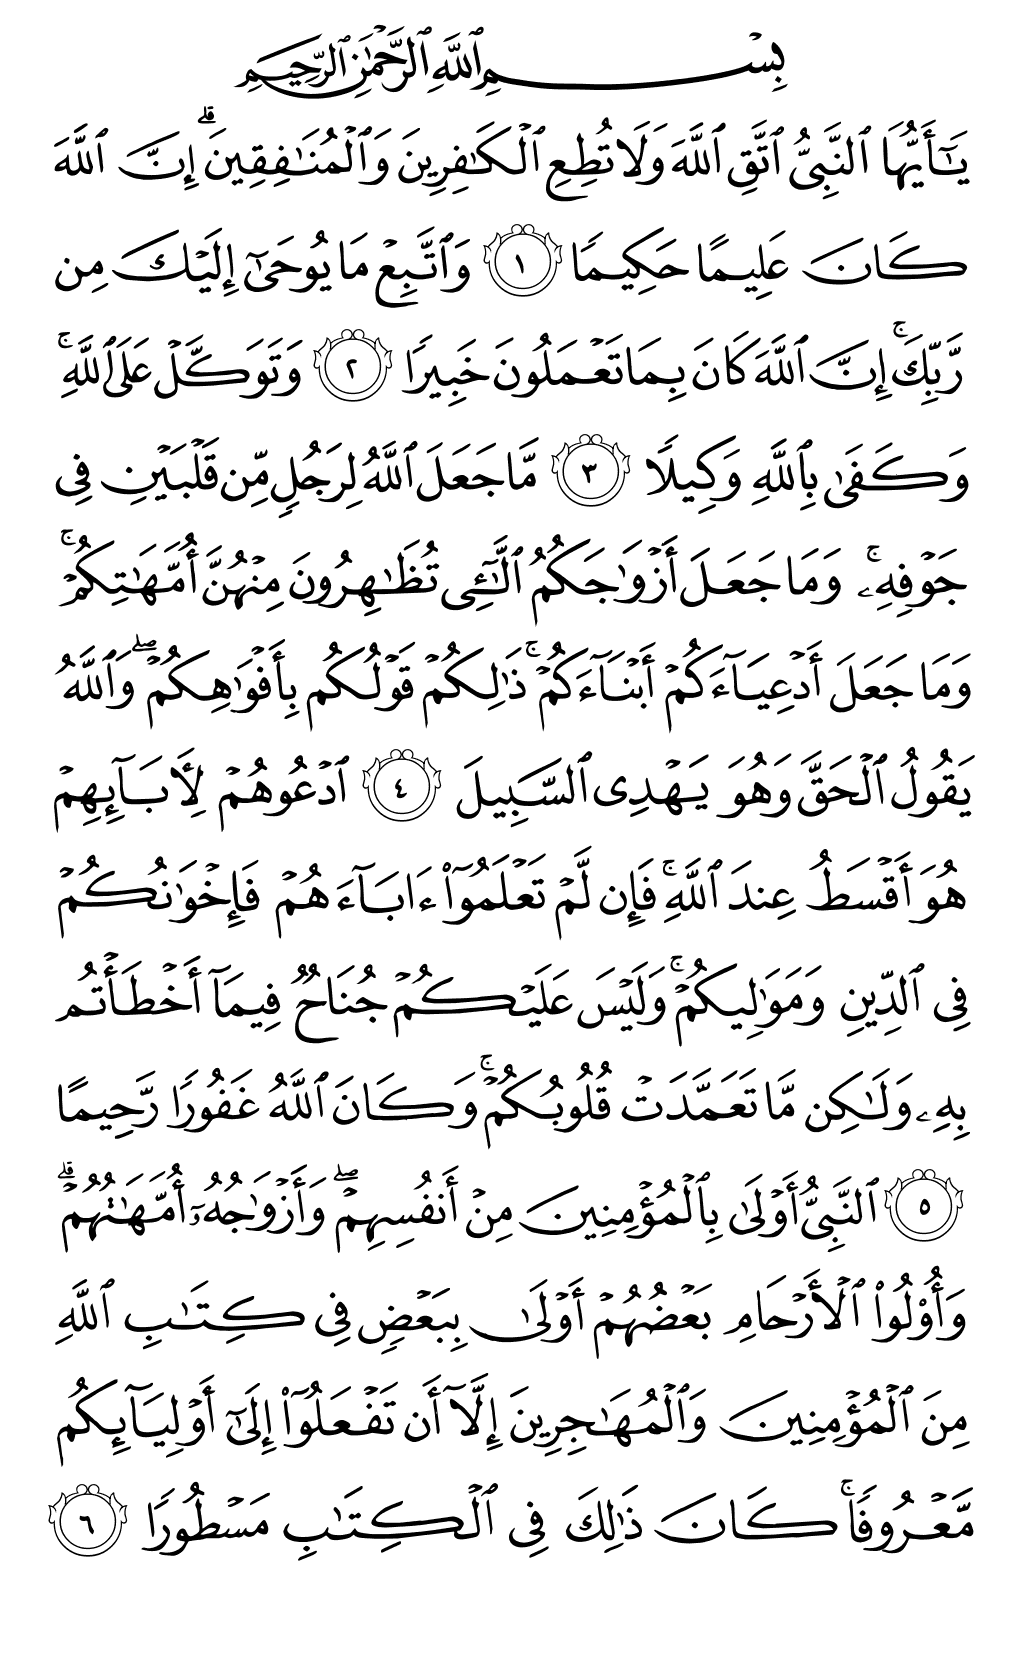 بِسْمِ ٱللَّهِ ٱلرَّحْمَٰنِ ٱلرَّحِيمِ
يَٰٓأَيُّهَا ٱلنَّبِىُّ ٱتَّقِ ٱللَّهَ وَلَا تُطِعِ ٱلْكَٰفِرِينَ وَٱلْمُنَٰفِقِينَ ۗ إِنَّ ٱللَّهَ
كَانَ عَلِيمًا حَكِيمًا ١ وَٱتَّبِعْ مَا يُوحَىٰٓ إِلَيْكَ مِن
رَّبِّكَ ۚ إِنَّ ٱللَّهَ كَانَ بِمَا تَعْمَلُونَ خَبِيرًا ٢ وَتَوَكَّلْ عَلَى ٱللَّهِ ۚ
وَكَفَىٰ بِٱللَّهِ وَكِيلًا ٣ مَّا جَعَلَ ٱللَّهُ لِرَجُلٍ مِّن قَلْبَيْنِ فِى
جَوْفِهِۦ ۚ وَمَا جَعَلَ أَزْوَٰجَكُمُ ٱلَّٰٓـِٔى تُظَٰهِرُونَ مِنْهُنَّ أُمَّهَٰتِكُمْ ۚ
وَمَا جَعَلَ أَدْعِيَآءَكُمْ أَبْنَآءَكُمْ ۚ ذَٰلِكُمْ قَوْلُكُم بِأَفْوَٰهِكُمْ ۖ وَٱللَّهُ
يَقُولُ ٱلْحَقَّ وَهُوَ يَهْدِى ٱلسَّبِيلَ ٤ ٱدْعُوهُمْ لِـَٔابَآئِهِمْ
هُوَ أَقْسَطُ عِندَ ٱللَّهِ ۚ فَإِن لَّمْ تَعْلَمُوٓا۟ ءَابَآءَهُمْ فَإِخْوَٰنُكُمْ
فِى ٱلدِّينِ وَمَوَٰلِيكُمْ ۚ وَلَيْسَ عَلَيْكُمْ جُنَاحٌ فِيمَآ أَخْطَأْتُم
بِهِۦ وَلَٰكِن مَّا تَعَمَّدَتْ قُلُوبُكُمْ ۚ وَكَانَ ٱللَّهُ غَفُورًا رَّحِيمًا
٥ ٱلنَّبِىُّ أَوْلَىٰ بِٱلْمُؤْمِنِينَ مِنْ أَنفُسِهِمْ ۖ وَأَزْوَٰجُهُۥٓ أُمَّهَٰتُهُمْ ۗ
وَأُو۟لُوا۟ ٱلْأَرْحَامِ بَعْضُهُمْ أَوْلَىٰ بِبَعْضٍ فِى كِتَٰبِ ٱللَّهِ
مِنَ ٱلْمُؤْمِنِينَ وَٱلْمُهَٰجِرِينَ إِلَّآ أَن تَفْعَلُوٓا۟ إِلَىٰٓ أَوْلِيَآئِكُم
مَّعْرُوفًا ۚ كَانَ ذَٰلِكَ فِى ٱلْكِتَٰبِ مَسْطُورًا ٦